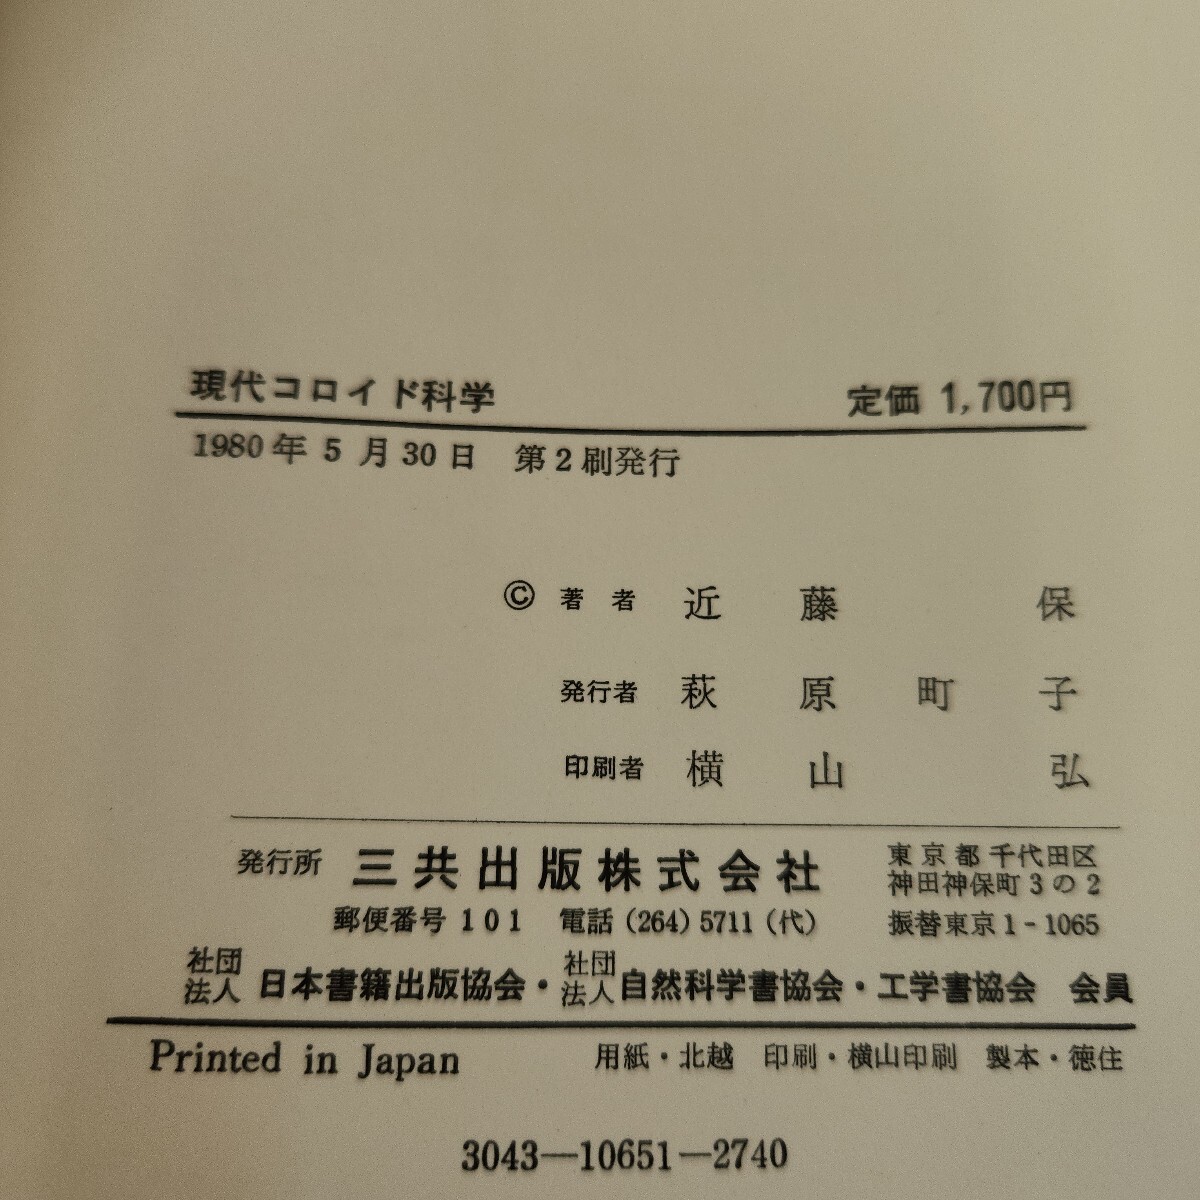 現代コロイド科学 定価 1,700円
1980年5月30日 第2刷発行
© 著者 近藤保
発行者 萩原町子
印刷者 横山弘
発行所 三共出版株式会社 東京都千代田区
神田神保町3の2
郵便番号 101 電話 (264) 5711 (代) 振替東京 1-1065
社団法人 日本書籍出版協会・社団法人 自然科学書協会・工学書協会 会員
Printed in Japan 用紙・北越 印刷・横山印刷 製本・徳住
3043—10651—2740